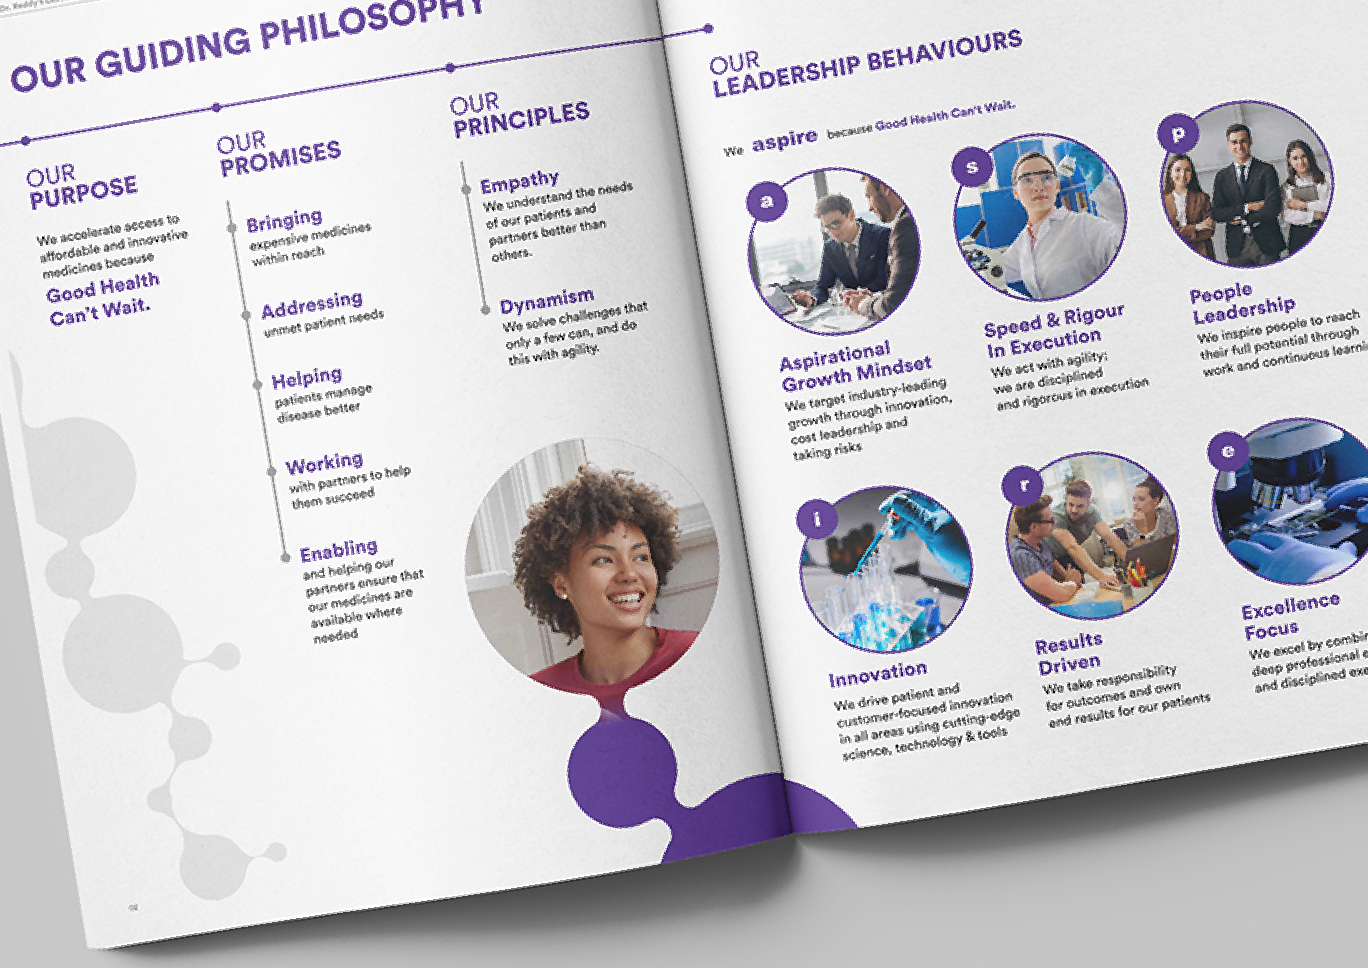 Dr. Reddy's
OUR GUIDING PHILOSOPHY
OUR
PURPOSE
We accelerate access to
affordable and innovative
medicines because
Good Health
Can't Wait.
OUR
PROMISES
Bringing
expensive medicines
within reach
Addressing
unmet patient needs
Helping
patients manage
disease better
Working
with partners to help
them succeed
Enabling
and helping our
partners ensure that
our medicines are
available where
needed
OUR
PRINCIPLES
Empathy
We understand the needs
of our patients and
partners better than
others.
Dynamism
We solve challenges that
only a few can, and do
this with agility.
OUR
LEADERSHIP BEHAVIOURS
We aspire because Good Health Can't Wait.
a
Aspirational
Growth Mindset
We target industry-leading
growth through innovation,
cost leadership and
taking risks
s
Speed & Rigour
In Execution
We act with agility;
we are disciplined
and rigorous in execution
p
People
Leadership
We inspire people to reach
their full potential through
work and continuous
i
Innovation
We drive patient and
customer-focused innovation
in all areas using cutting-edge
science, technology & tools
r
Results
Driven
We take responsibility
for outcomes and own
end results for our patients
e
Excellence
Focus
We excel by
deep professional
and disciplined